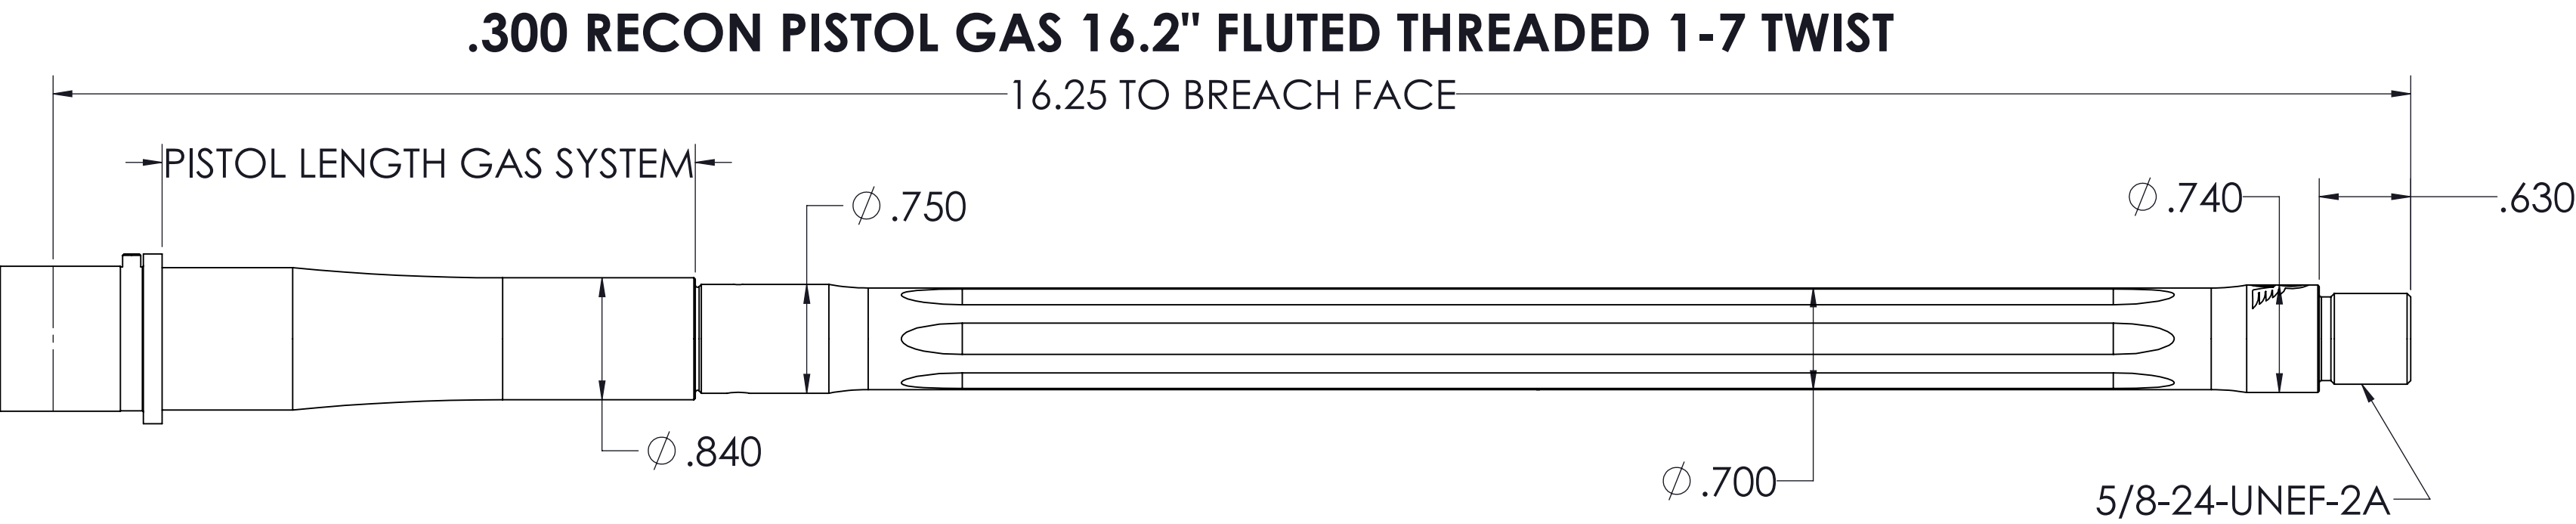 .300 RECON PISTOL GAS 16.2" FLUTED THREADED 1-7 TWIST
16.25 TO BREACH FACE
PISTOL LENGTH GAS SYSTEM
∅ .750
∅ .740
.630
∅ .840
∅ .700
5/8-24-UNEF-2A